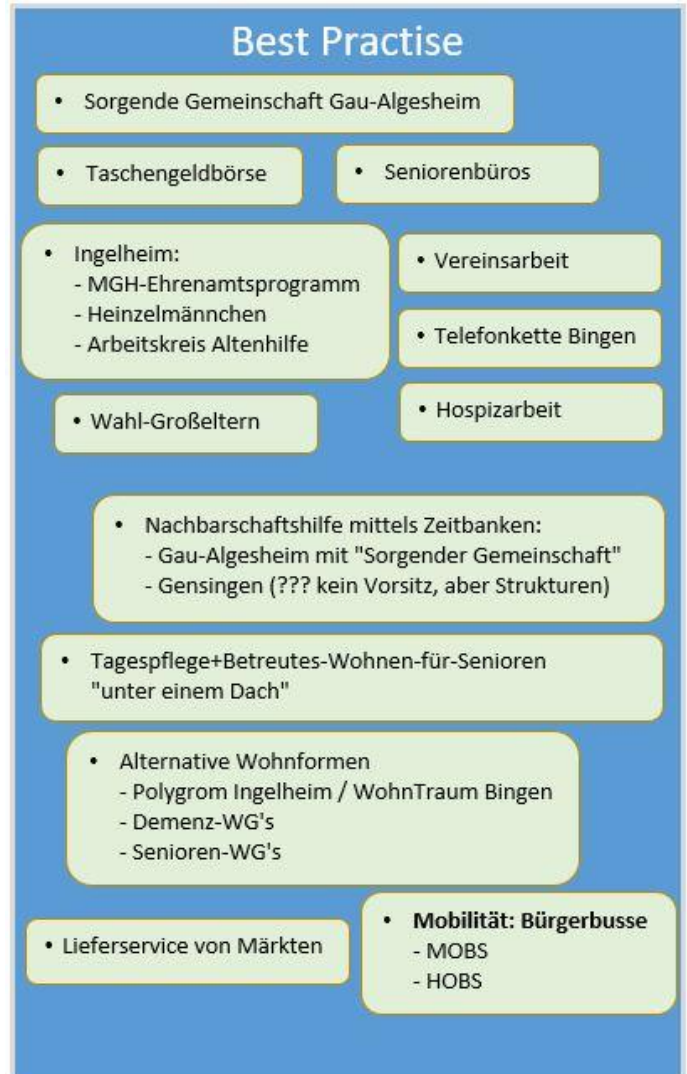 Best Practise
• Sorgende Gemeinschaft Gau-Algesheim
• Taschengeldbörse
• Seniorenbüros
• Ingelheim:
- MGH-Ehrenamtsprogramm
- Heinzelmännchen
- Arbeitskreis Altenhilfe
• Vereinsarbeit
• Telefonkette Bingen
• Hospizarbeit
• Wahl-Großeltern
• Nachbarschaftshilfe mittels Zeitbanken:
- Gau-Algesheim mit "Sorgender Gemeinschaft"
- Gensingen (??? kein Vorsitz, aber Strukturen)
• Tagespflege+Betreutes-Wohnen-für-Senioren
"unter einem Dach"
• Alternative Wohnformen
- Polygrom Ingelheim / WohnTraum Bingen
- Demenz-WG's
- Senioren-WG's
• Lieferservice von Märkten
• Mobilität: Bürgerbusse
- MOBS
- HOBS